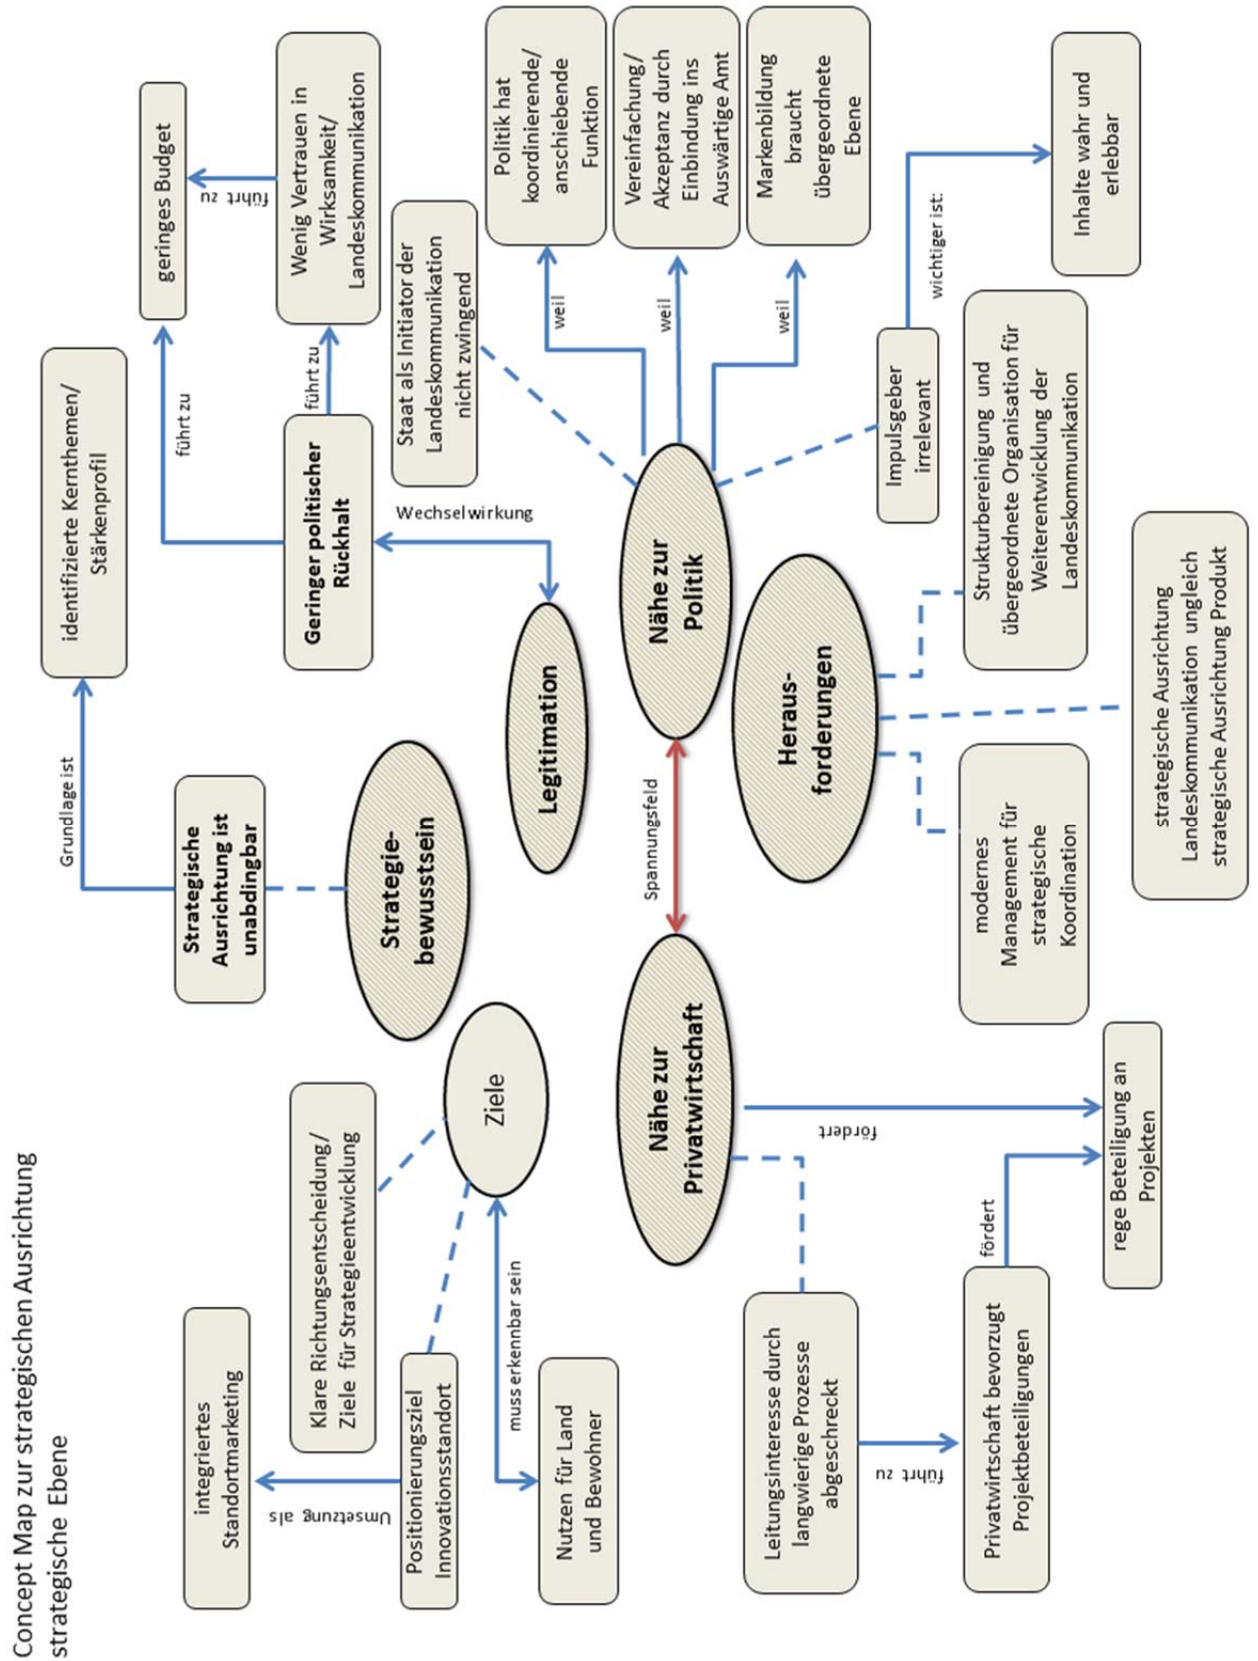 Concept Map zur strategischen Ausrichtung
strategische Ebene
integriertes
Standortmarketing
Umsetzung als
Positionierungsziel
Innovationsstandort
Klare Richtungsentscheidung/
Ziele für Strategieentwicklung
Ziele
muss erkennbar sein
Nutzen für Land
und Bewohner
Strategische
Ausrichtung ist
unabdingbar
Grundlage ist
identifizierte Kernthemen/
Stärkenprofil
Strategie-
bewusstsein
Legitimation
Wechselwirkung
Geringer politischer
Rückhalt
führt zu
geringes Budget
führt zu
Wenig Vertrauen in
Wirksamkeit/
Landeskommunikation
führt zu
Staat als Initiator der
Landeskommunikation
nicht zwingend
Politik hat
koordinierende/
anschiebende
Funktion
weil
Vereinfachung/
Akzeptanz durch
Einbindung ins
Auswärtige Amt
weil
Markenbildung
braucht
übergeordnete
Ebene
weil
Nähe zur
Politik
Spannungsfeld
Nähe zur
Privatwirtschaft
Heraus-
forderungen
Impulsgeber
irrelevant
wichtiger ist:
Inhalte wahr und
erlebbar
Strukturbereinigung und
übergeordnete Organisation für
Weiterentwicklung der
Landeskommunikation
strategische Ausrichtung
Landeskommunikation ungleich
strategische Ausrichtung Produkt
modernes
Management für
strategische
Koordination
fördert
rege Beteiligung an
Projekten
fördert
Leitungsinteresse durch
langwierige Prozesse
abgeschreckt
führt zu
Privatwirtschaft bevorzugt
Projektbeteiligungen